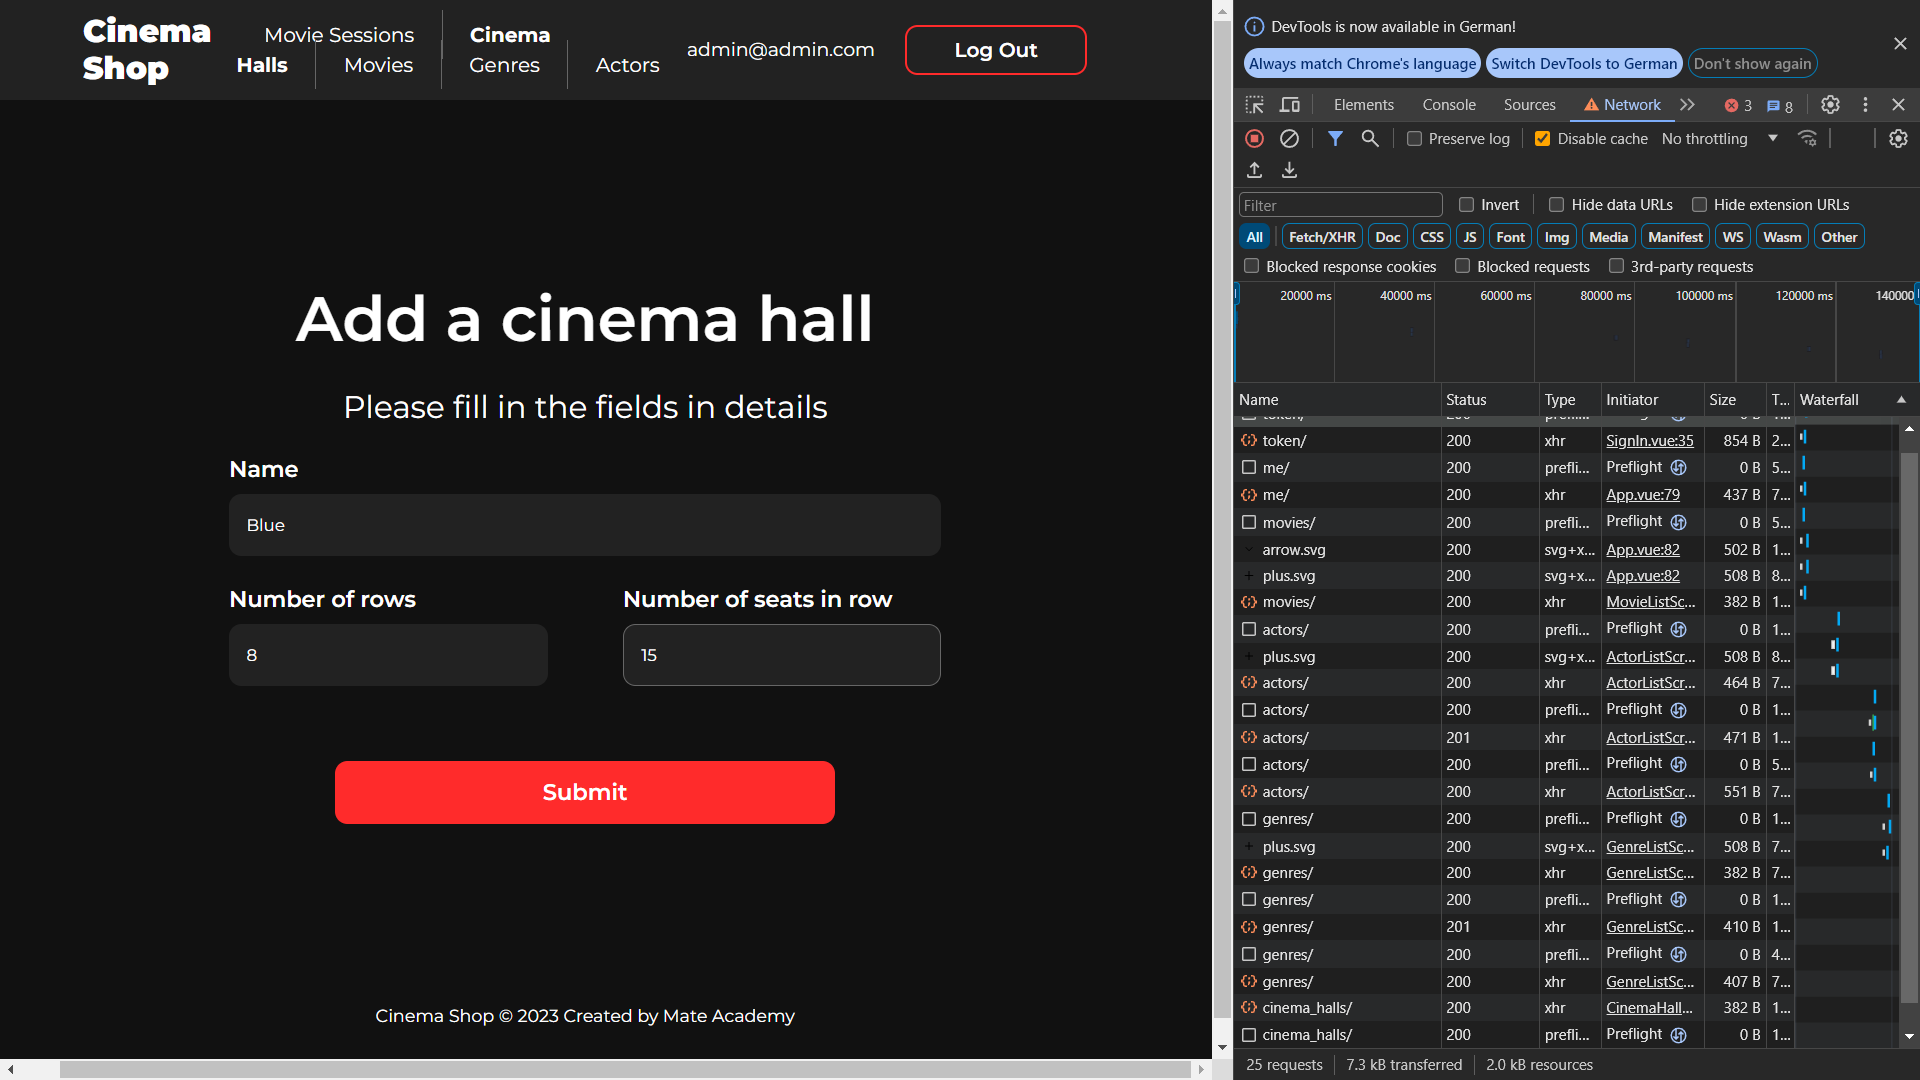 Cinema
Shop
Movie Sessions
Cinema
Halls
Movies
Genres
Actors
admin@admin.com
Log Out
Add a cinema hall
Please fill in the fields in details
Name
Blue
Number of rows
Number of seats in row
8
15
Submit
Cinema Shop © 2023 Created by Mate Academy
DevTools is now available in German!
Always match Chrome's language
Switch DevTools to German
Don't show again
Elements
Console
Sources
Network
3
8
Preserve log
Disable cache
No throttling
Filter
Invert
Hide data URLs
Hide extension URLs
All
Fetch/XHR
Doc
CSS
JS
Font
Img
Media
Manifest
WS
Wasm
Other
Blocked response cookies
Blocked requests
3rd-party requests
20000 ms
40000 ms
60000 ms
80000 ms
100000 ms
120000 ms
140000
Name Status Type Initiator Size T... Waterfall
token/ 200 xhr SignIn.vue:35 854 B 2...
me/ 200 prefli... Preflight 0 B 5...
me/ 200 xhr App.vue:79 437 B 7...
movies/ 200 prefli... Preflight 0 B 5...
arrow.svg 200 svg+x... App.vue:82 502 B 1...
plus.svg 200 svg+x... App.vue:82 508 B 8...
movies/ 200 xhr MovieListSc... 382 B 1...
actors/ 200 prefli... Preflight 0 B 1...
plus.svg 200 svg+x... ActorListScr... 508 B 8...
actors/ 200 xhr ActorListScr... 464 B 7...
actors/ 200 prefli... Preflight 0 B 1...
actors/ 201 xhr ActorListScr... 471 B 1...
actors/ 200 prefli... Preflight 0 B 5...
actors/ 200 xhr ActorListScr... 551 B 7...
genres/ 200 prefli... Preflight 0 B 1...
plus.svg 200 svg+x... GenreListSc... 508 B 7...
genres/ 200 xhr GenreListSc... 382 B 7...
genres/ 200 prefli... Preflight 0 B 1...
genres/ 201 xhr GenreListSc... 410 B 1...
genres/ 200 prefli... Preflight 0 B 4...
genres/ 200 xhr GenreListSc... 407 B 7...
cinema_halls/ 200 xhr CinemaHall... 382 B 1...
cinema_halls/ 200 prefli... Preflight 0 B 1...
25 requests
7.3 kB transferred
2.0 kB resources